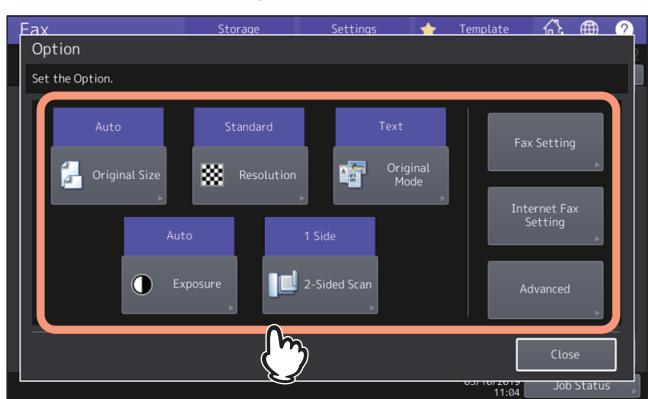 Fax
Storage
Settings
Template
Option
Set the Option.
Auto
Standard
Text
Original Size
Resolution
Original
Mode
Fax Setting
Internet Fax
Setting
Auto
1 Side
Exposure
2-Sided Scan
Advanced
Close
11:04
Job Status